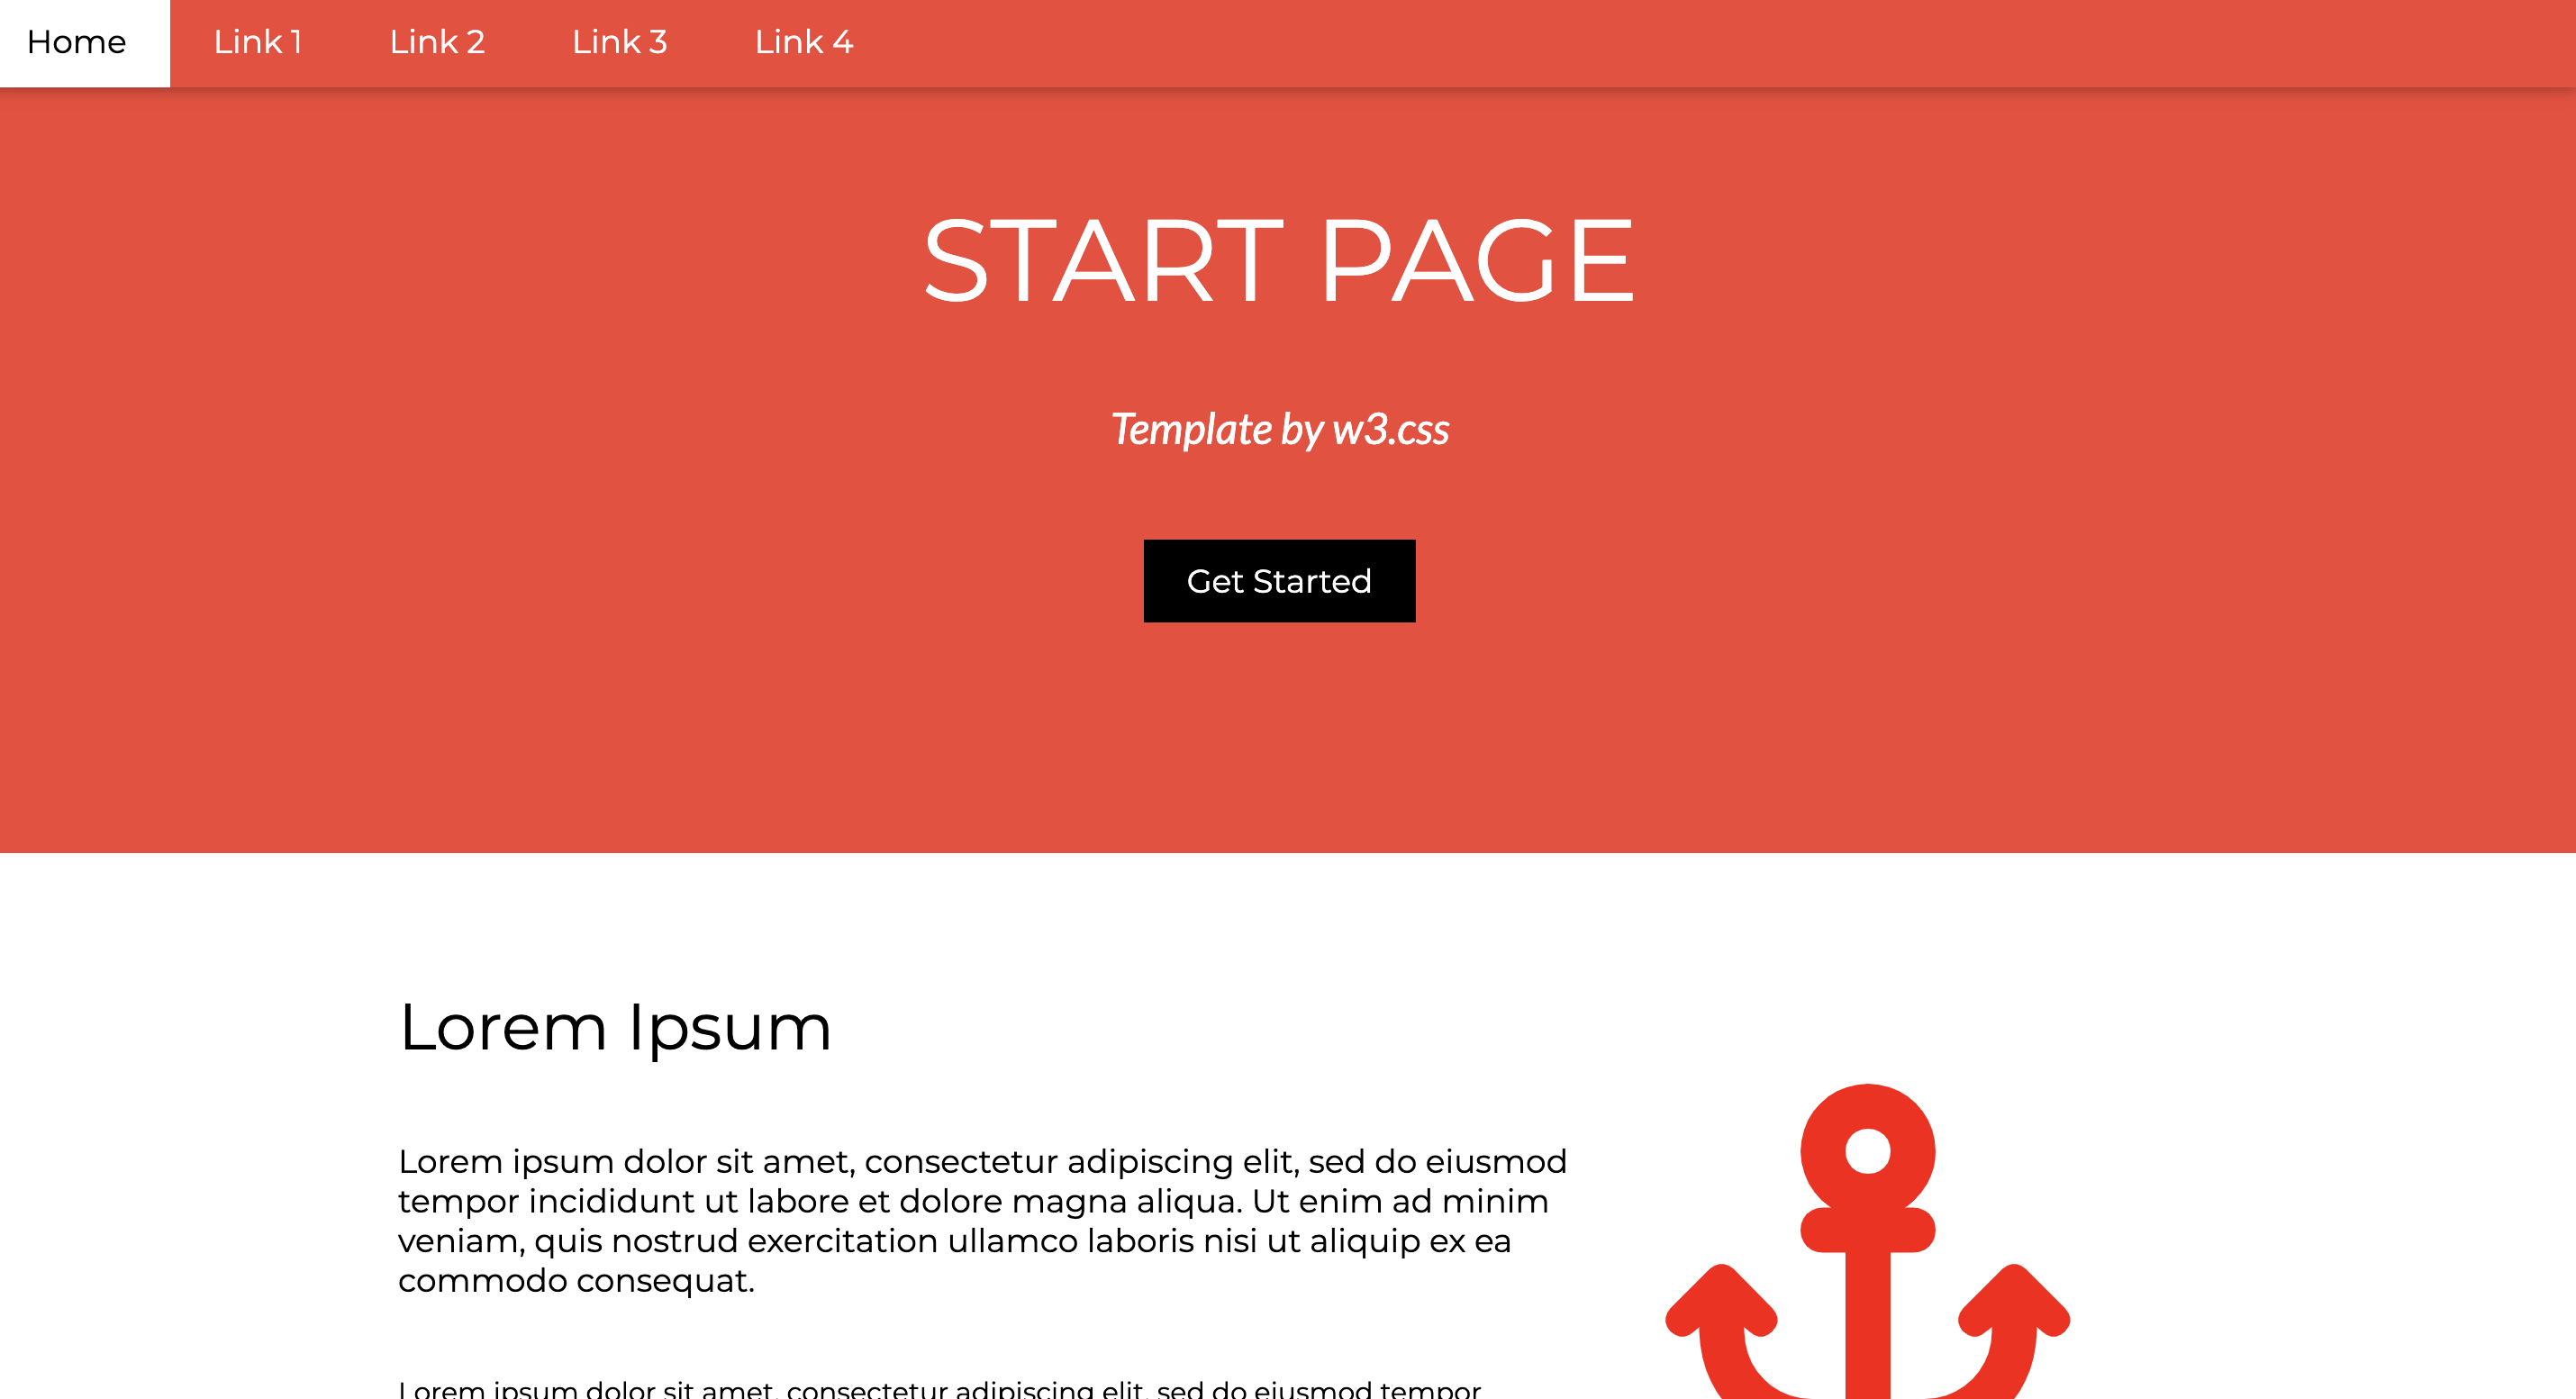 Home Link 1 Link 2 Link 3 Link 4
START PAGE
Template by w3.css
Get Started
Lorem Ipsum
Lorem ipsum dolor sit amet, consectetur adipiscing elit, sed do eiusmod
tempor incididunt ut labore et dolore magna aliqua. Ut enim ad minim
veniam, quis nostrud exercitation ullamco laboris nisi ut aliquip ex ea
commodo consequat.
Lorem ipsum dolor sit amet, consectetur adipiscing elit, sed do eiusmod tempor